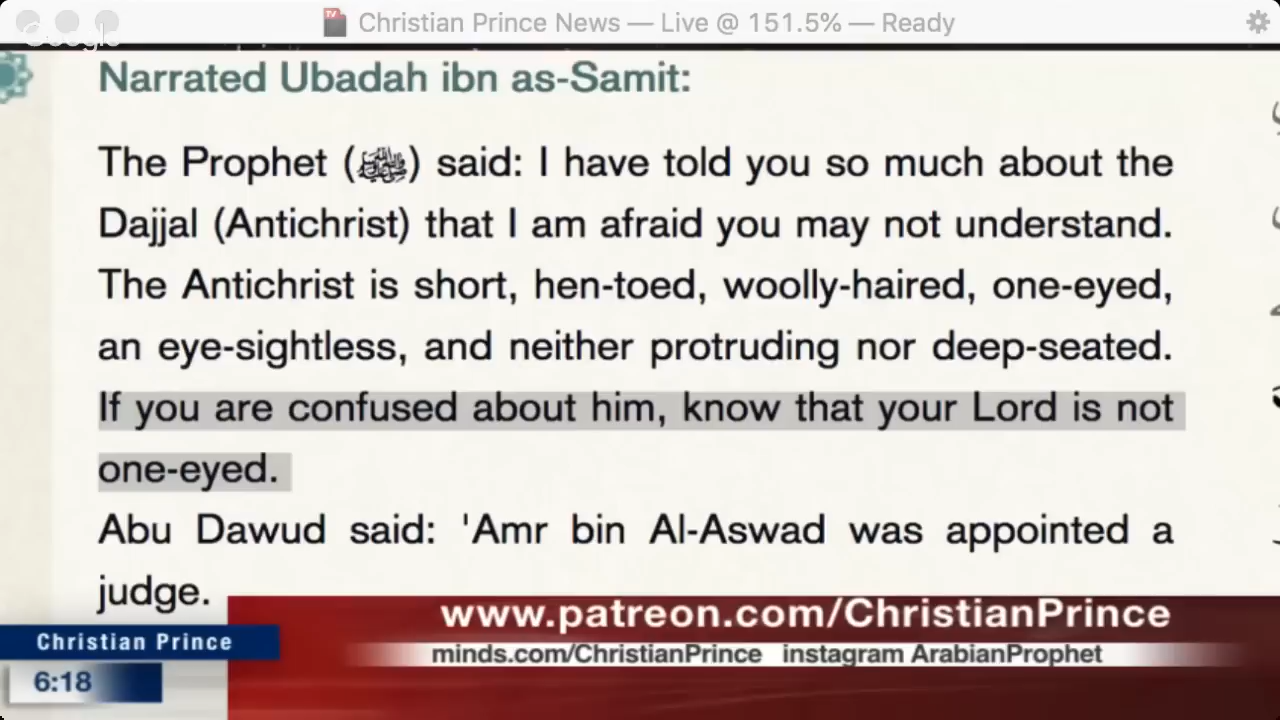 Christian Prince News — Live @ 151.5% — Ready
Google
Narrated Ubadah ibn as-Samit:
The Prophet (ﷺ) said: I have told you so much about the
Dajjal (Antichrist) that I am afraid you may not understand.
The Antichrist is short, hen-toed, woolly-haired, one-eyed,
an eye-sightless, and neither protruding nor deep-seated.
If you are confused about him, know that your Lord is not
one-eyed.
Abu Dawud said: 'Amr bin Al-Aswad was appointed a
judge.
www.patreon.com/ChristianPrince
Christian Prince
minds.com/ChristianPrince instagram ArabianProphet
6:18